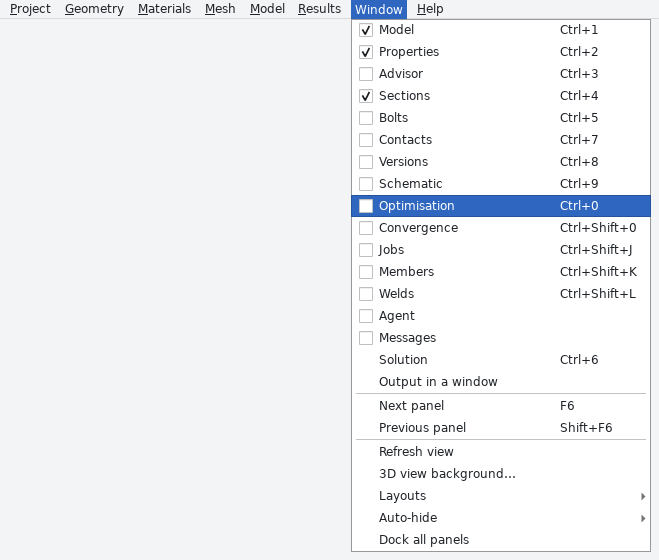 Project Geometry Materials Mesh Model Results Window Help
Model Ctrl+1
Properties Ctrl+2
Advisor Ctrl+3
Sections Ctrl+4
Bolts Ctrl+5
Contacts Ctrl+7
Versions Ctrl+8
Schematic Ctrl+9
Optimisation Ctrl+0
Convergence Ctrl+Shift+0
Jobs Ctrl+Shift+J
Members Ctrl+Shift+K
Welds Ctrl+Shift+L
Agent
Messages
Solution Ctrl+6
Output in a window
Next panel F6
Previous panel Shift+F6
Refresh view
3D view background...
Layouts
Auto-hide
Dock all panels